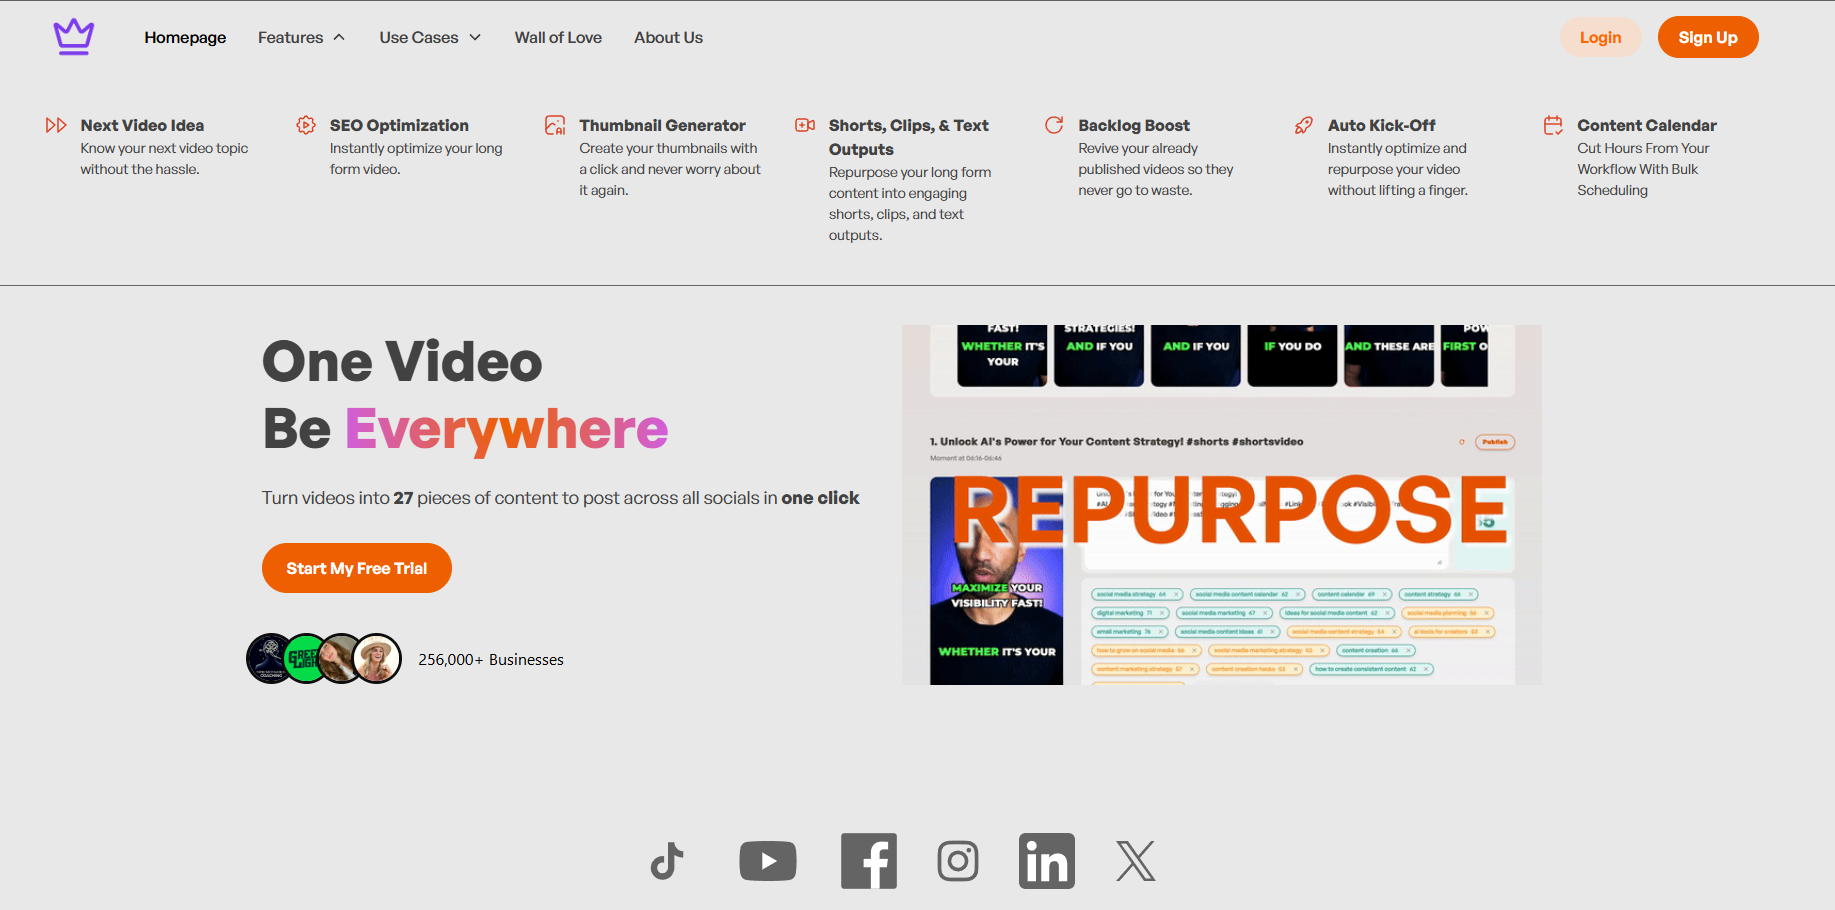 Homepage
Features
Use Cases
Wall of Love
About Us
Login
Sign Up
Next Video Idea
Know your next video topic
without the hassle.
SEO Optimization
Instantly optimize your long
form video.
Thumbnail Generator
Create your thumbnails with
a click and never worry about
it again.
Shorts, Clips, & Text
Outputs
Repurpose your long form
content into engaging
shorts, clips, and text
outputs.
Backlog Boost
Revive your already
published videos so they
never go to waste.
Auto Kick-Off
Instantly optimize and
repurpose your video
without lifting a finger.
Content Calendar
Cut Hours From Your
Workflow With Bulk
Scheduling
One Video
Be Everywhere
Turn videos into 27 pieces of content to post across all socials in one click
Start My Free Trial
256,000+ Businesses
FAST!
WHETHER IT'S
YOUR
STRATEGIES!
AND IF YOU
AND IF YOU
IF YOU DO
AND THESE ARE
FIRST O
1. Unlock AI's Power for Your Content Strategy! #shorts #shortsvideo
Publish
Moment at 06:16-06:46
REPURPOSE
MAXIMIZE YOUR
VISIBILITY FAST!
WHETHER IT'S YOUR
social media strategy 64
social media content calendar 62
content calendar 69
content strategy 68
digital marketing 71
social media marketing 67
ideas for social media content 62
social media planning 56
email marketing 76
social media content ideas 61
social media content strategy 54
ai tools for creators 53
how to grow on social media 56
social media marketing strategy 55
content creation 66
content marketing strategy 57
content creation hacks 53
how to create consistent content 62